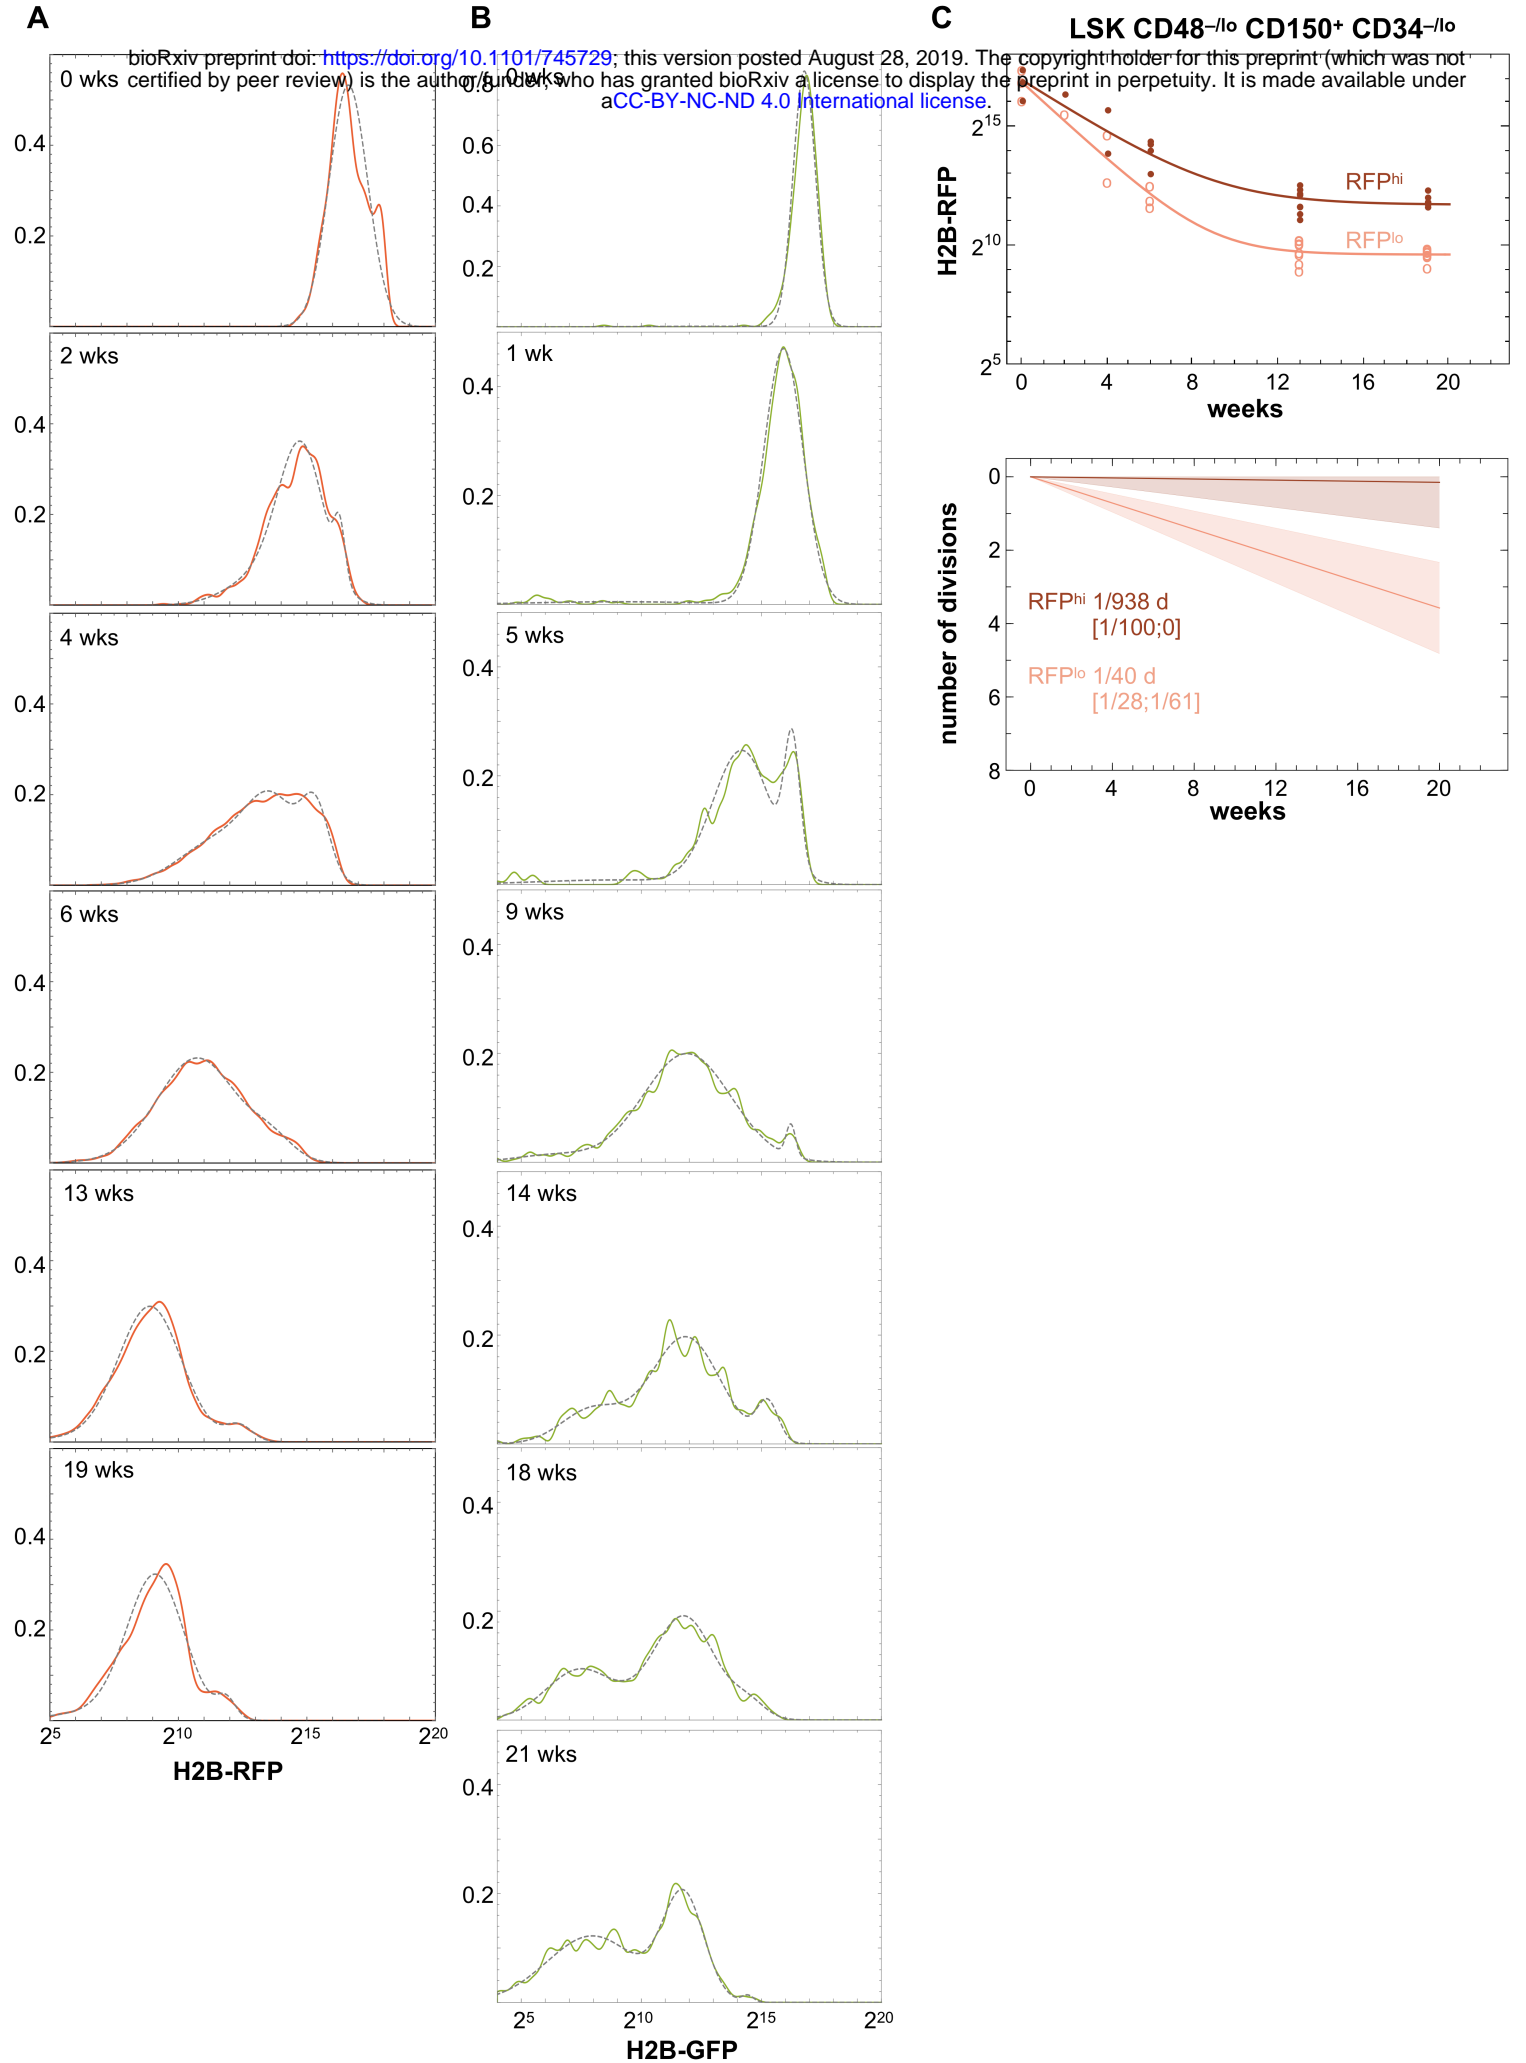 A
B
C
bioRxiv preprint doi: https://doi.org/10.1101/745729; this version posted August 28, 2019. The copyright holder for this preprint (which was not
certified by peer review) is the author/funder, who has granted bioRxiv a license to display the preprint in perpetuity. It is made available under
aCC-BY-NC-ND 4.0 International license.
0 wks
0.4
0.2
2 wks
0.4
0.2
4 wks
0.4
0.2
6 wks
0.4
0.2
13 wks
0.4
0.2
19 wks
0.4
0.2
2⁵ 2¹⁰ 2¹⁵ 2²⁰
H2B-RFP
0 wks
0.8
0.6
0.4
0.2
1 wk
0.4
0.2
5 wks
0.4
0.2
9 wks
0.4
0.2
14 wks
0.4
0.2
18 wks
0.4
0.2
21 wks
0.4
0.2
2⁵ 2¹⁰ 2¹⁵ 2²⁰
H2B-GFP
LSK CD48⁻/ˡᵒ CD150⁺ CD34⁻/ˡᵒ
H2B-RFP
2¹⁵
2¹⁰
2⁵
RFPʰⁱ
RFPˡᵒ
0 4 8 12 16 20
weeks
number of divisions
0
2
4
6
8
RFPʰⁱ 1/938 d
[1/100;0]
RFPˡᵒ 1/40 d
[1/28;1/61]
0 4 8 12 16 20
weeks